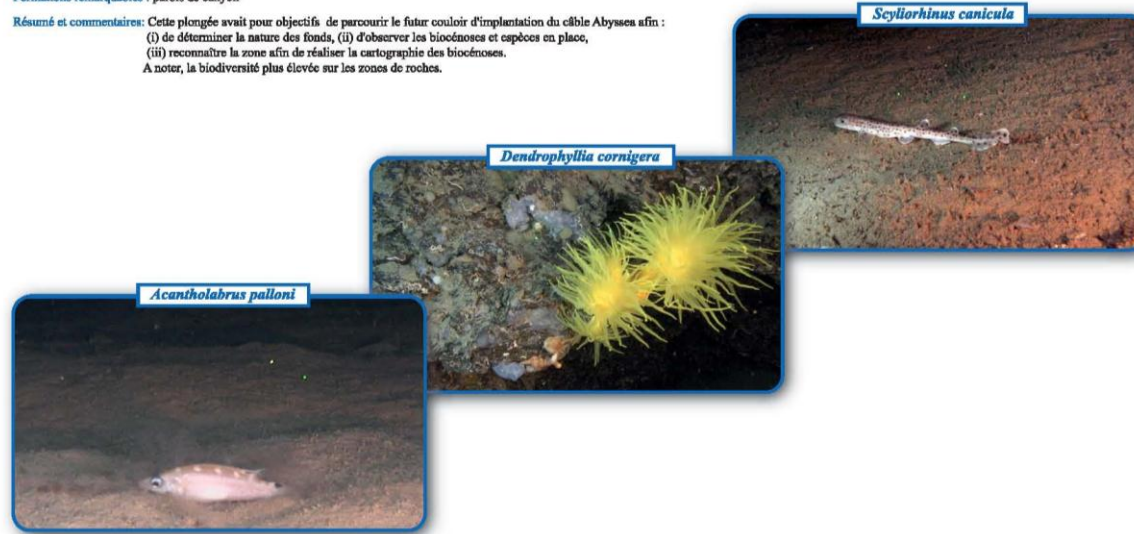 Résumé et commentaires: Cette plongée avait pour objectifs de parcourir le futur couloir d'implantation du câble Abyssea afin :
(i) de déterminer la nature des fonds, (ii) d'observer les biocénoses et espèces en place,
(iii) reconnaître la zone afin de réaliser la cartographie des biocénoses.
A noter, la biodiversité plus élevée sur les zones de roches.
Scyliorhinus canicula
Dendrophyllia cornigera
Acantholabrus palloni